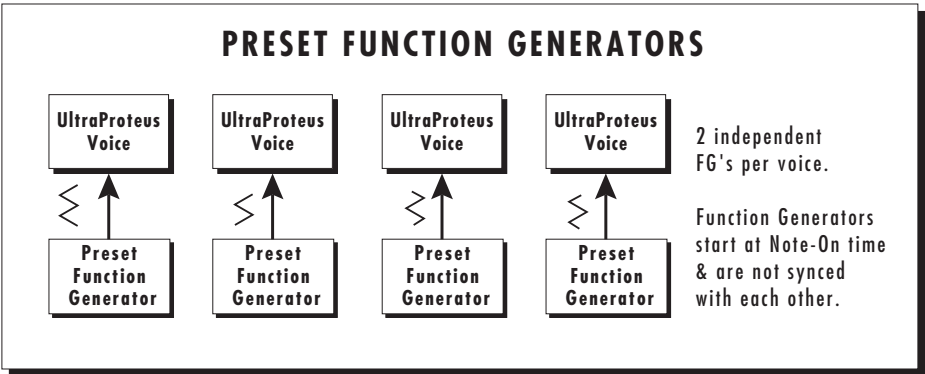 PRESET FUNCTION GENERATORS
UltraProteus
Voice
UltraProteus
Voice
UltraProteus
Voice
UltraProteus
Voice
Preset
Function
Generator
Preset
Function
Generator
Preset
Function
Generator
Preset
Function
Generator
2 independent
FG's per voice.
Function Generators
start at Note-On time
& are not synced
with each other.